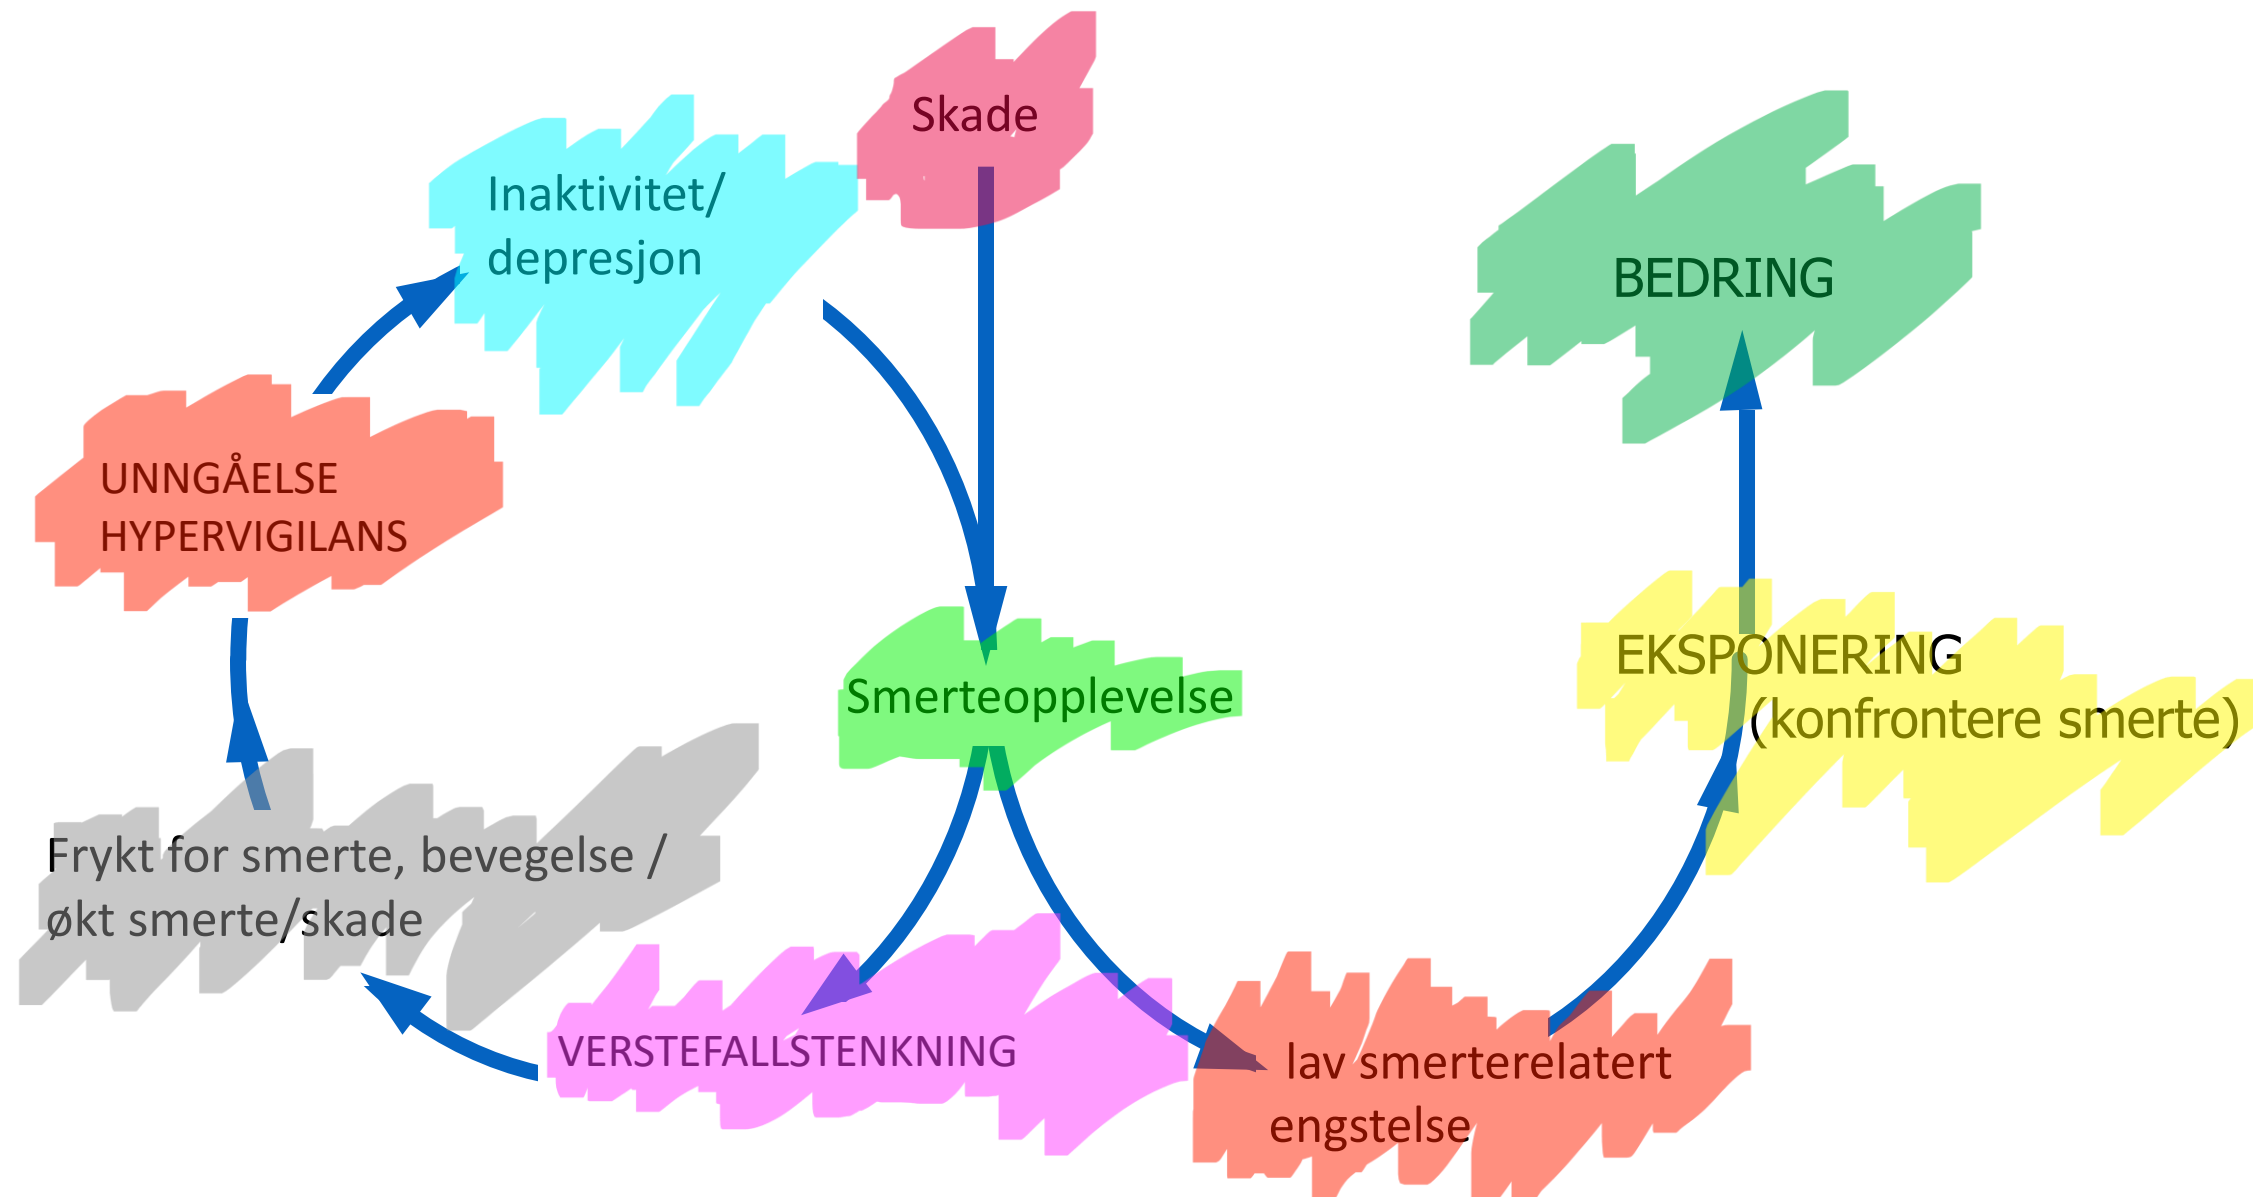 Skade
Inaktivitet/
depresjon
BEDRING
UNNGÅELSE
HYPERVIGILANS
Smerteopplevelse
EKSPONERING
(konfrontere smerte)
Frykt for smerte, bevegelse /
økt smerte/skade
VERSTEFALLSTENKNING
lav smerterelatert
engstelse